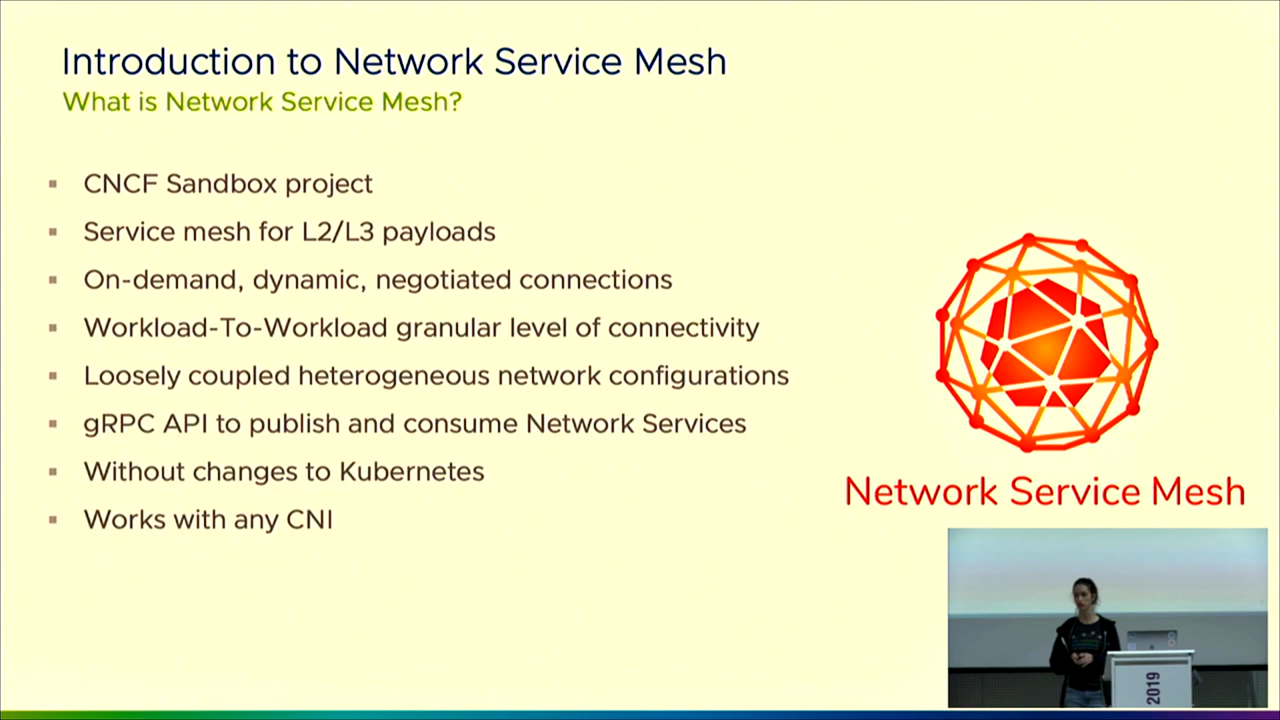 Introduction to Network Service Mesh
What is Network Service Mesh?
CNCF Sandbox project
Service mesh for L2/L3 payloads
On-demand, dynamic, negotiated connections
Workload-To-Workload granular level of connectivity
Loosely coupled heterogeneous network configurations
gRPC API to publish and consume Network Services
Without changes to Kubernetes
Works with any CNI
Network Service Mesh
2019